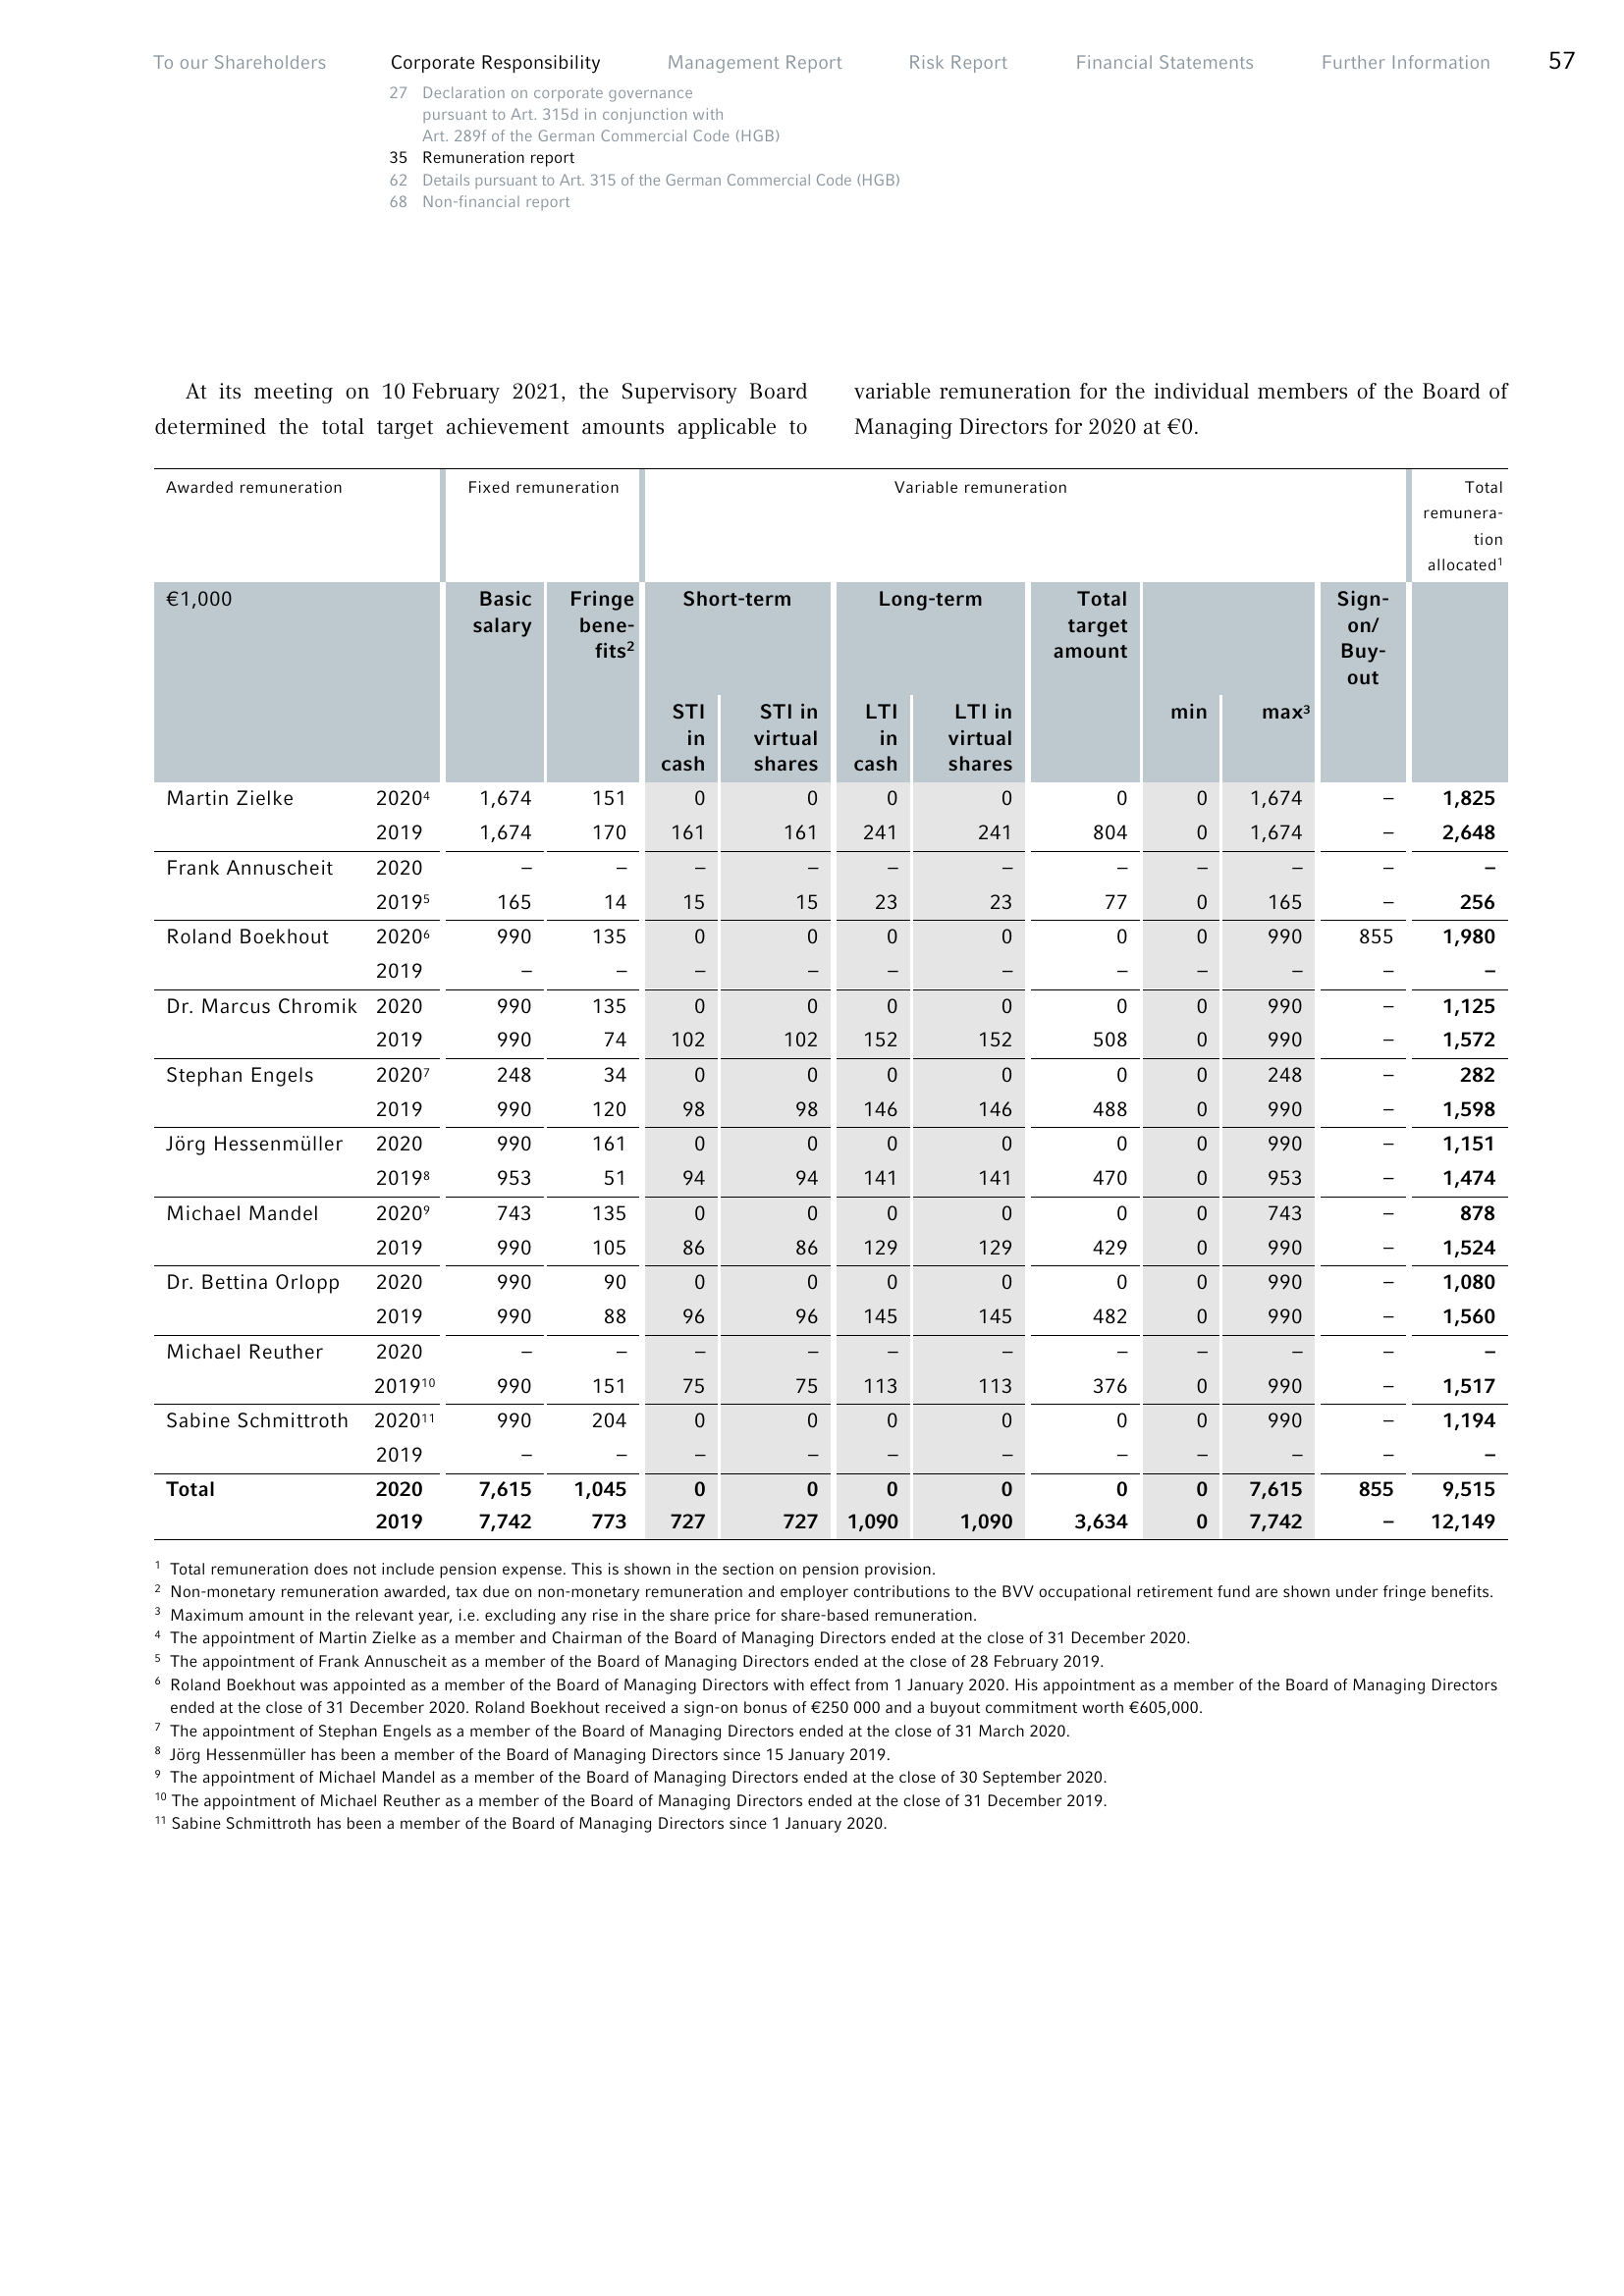 To our Shareholders Corporate Responsibility Management Report Risk Report Financial Statements Further Information 57
27 Declaration on corporate governance
pursuant to Art. 315d in conjunction with
Art. 289f of the German Commercial Code (HGB)
35 Remuneration report
62 Details pursuant to Art. 315 of the German Commercial Code (HGB)
68 Non-financial report
At its meeting on 10 February 2021, the Supervisory Board
determined the total target achievement amounts applicable to
variable remuneration for the individual members of the Board of
Managing Directors for 2020 at €0.
Awarded remuneration Fixed remuneration Variable remuneration Total
remunera-
tion
allocated¹
€1,000 Basic Fringe Short-term Long-term Total Sign-
salary bene- target on/
fits² amount Buy-
out
STI STI in LTI LTI in min max³
in virtual in virtual
cash shares cash shares
Martin Zielke 2020⁴ 1,674 151 0 0 0 0 0 0 1,674 – 1,825
2019 1,674 170 161 161 241 241 804 0 1,674 – 2,648
Frank Annuscheit 2020 – – – – – – – – – – –
2019⁵ 165 14 15 15 23 23 77 0 165 – 256
Roland Boekhout 2020⁶ 990 135 0 0 0 0 0 0 990 855 1,980
2019 – – – – – – – – – – –
Dr. Marcus Chromik 2020 990 135 0 0 0 0 0 0 990 – 1,125
2019 990 74 102 102 152 152 508 0 990 – 1,572
Stephan Engels 2020⁷ 248 34 0 0 0 0 0 0 248 – 282
2019 990 120 98 98 146 146 488 0 990 – 1,598
Jörg Hessenmüller 2020 990 161 0 0 0 0 0 0 990 – 1,151
2019⁸ 953 51 94 94 141 141 470 0 953 – 1,474
Michael Mandel 2020⁹ 743 135 0 0 0 0 0 0 743 – 878
2019 990 105 86 86 129 129 429 0 990 – 1,524
Dr. Bettina Orlopp 2020 990 90 0 0 0 0 0 0 990 – 1,080
2019 990 88 96 96 145 145 482 0 990 – 1,560
Michael Reuther 2020 – – – – – – – – – – –
2019¹⁰ 990 151 75 75 113 113 376 0 990 – 1,517
Sabine Schmittroth 2020¹¹ 990 204 0 0 0 0 0 0 990 – 1,194
2019 – – – – – – – – – – –
Total 2020 7,615 1,045 0 0 0 0 0 0 7,615 855 9,515
2019 7,742 773 727 727 1,090 1,090 3,634 0 7,742 – 12,149
¹ Total remuneration does not include pension expense. This is shown in the section on pension provision.
² Non-monetary remuneration awarded, tax due on non-monetary remuneration and employer contributions to the BVV occupational retirement fund are shown under fringe benefits.
³ Maximum amount in the relevant year, i.e. excluding any rise in the share price for share-based remuneration.
⁴ The appointment of Martin Zielke as a member and Chairman of the Board of Managing Directors ended at the close of 31 December 2020.
⁵ The appointment of Frank Annuscheit as a member of the Board of Managing Directors ended at the close of 28 February 2019.
⁶ Roland Boekhout was appointed as a member of the Board of Managing Directors with effect from 1 January 2020. His appointment as a member of the Board of Managing Directors
ended at the close of 31 December 2020. Roland Boekhout received a sign-on bonus of €250 000 and a buyout commitment worth €605,000.
⁷ The appointment of Stephan Engels as a member of the Board of Managing Directors ended at the close of 31 March 2020.
⁸ Jörg Hessenmüller has been a member of the Board of Managing Directors since 15 January 2019.
⁹ The appointment of Michael Mandel as a member of the Board of Managing Directors ended at the close of 30 September 2020.
¹⁰ The appointment of Michael Reuther as a member of the Board of Managing Directors ended at the close of 31 December 2019.
¹¹ Sabine Schmittroth has been a member of the Board of Managing Directors since 1 January 2020.